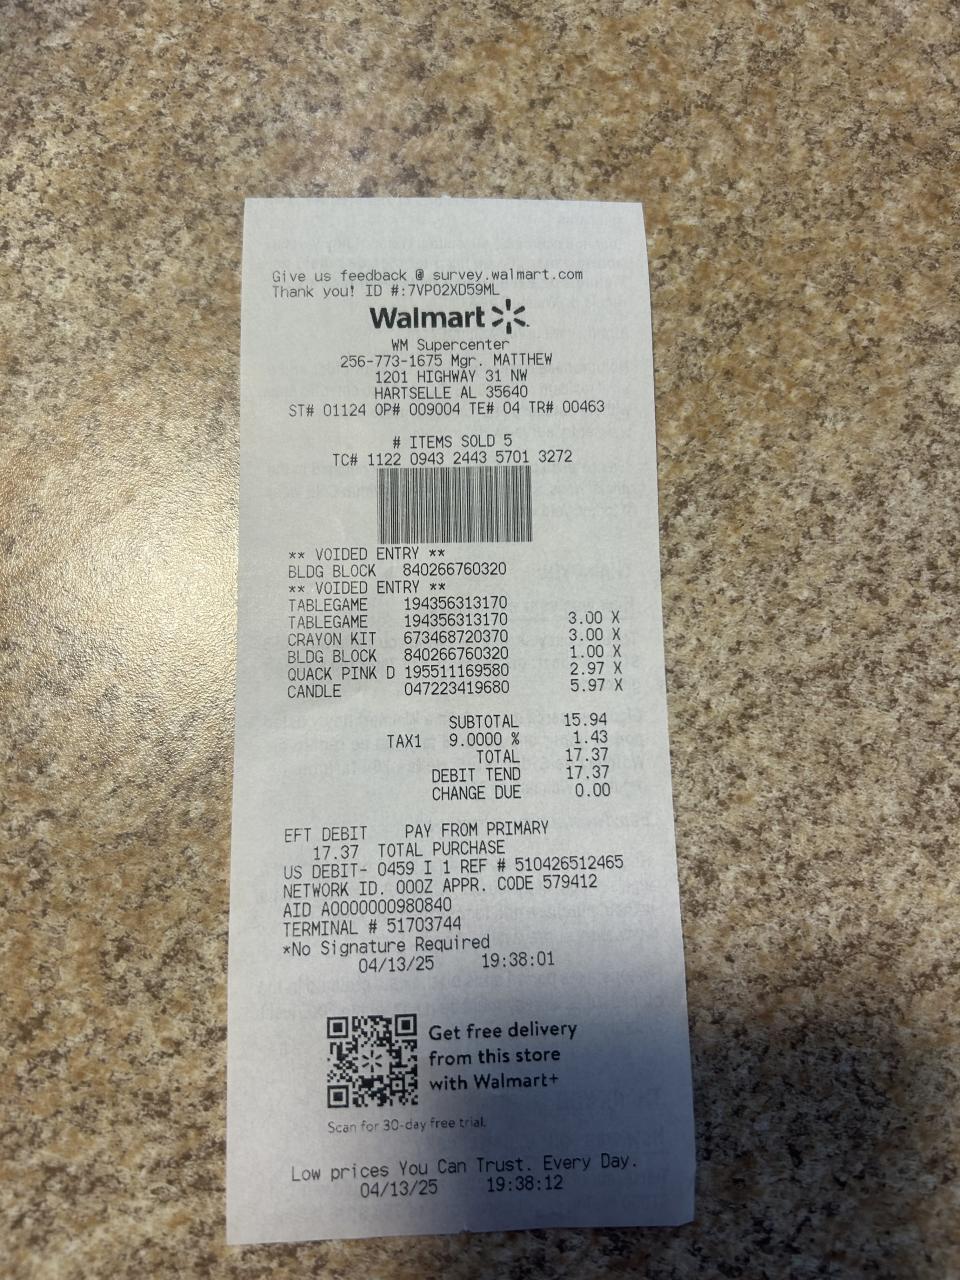 Give us feedback @ survey.walmart.com
Thank you! ID #:7VP02XD59ML
Walmart
WM Supercenter
256-773-1675 Mgr. MATTHEW
1201 HIGHWAY 31 NW
HARTSELLE AL 35640
ST# 01124 OP# 009004 TE# 04 TR# 00463
# ITEMS SOLD 5
TC# 1122 0943 2443 5701 3272
** VOIDED ENTRY **
BLDG BLOCK 840266760320
** VOIDED ENTRY **
TABLEGAME 194356313170
TABLEGAME 194356313170 3.00 X
CRAYON KIT 673468720370 3.00 X
BLDG BLOCK 840266760320 1.00 X
QUACK PINK D 195511169580 2.97 X
CANDLE 047223419680 5.97 X
SUBTOTAL 15.94
TAX1 9.0000 % 1.43
TOTAL 17.37
DEBIT TEND 17.37
CHANGE DUE 0.00
EFT DEBIT PAY FROM PRIMARY
17.37 TOTAL PURCHASE
US DEBIT- 0459 I 1 REF # 510426512465
NETWORK ID. 000Z APPR. CODE 579412
AID A0000000980840
TERMINAL # 51703744
*No Signature Required
04/13/25 19:38:01
Get free delivery
from this store
with Walmart+
Scan for 30-day free trial.
Low prices You Can Trust. Every Day.
04/13/25 19:38:12